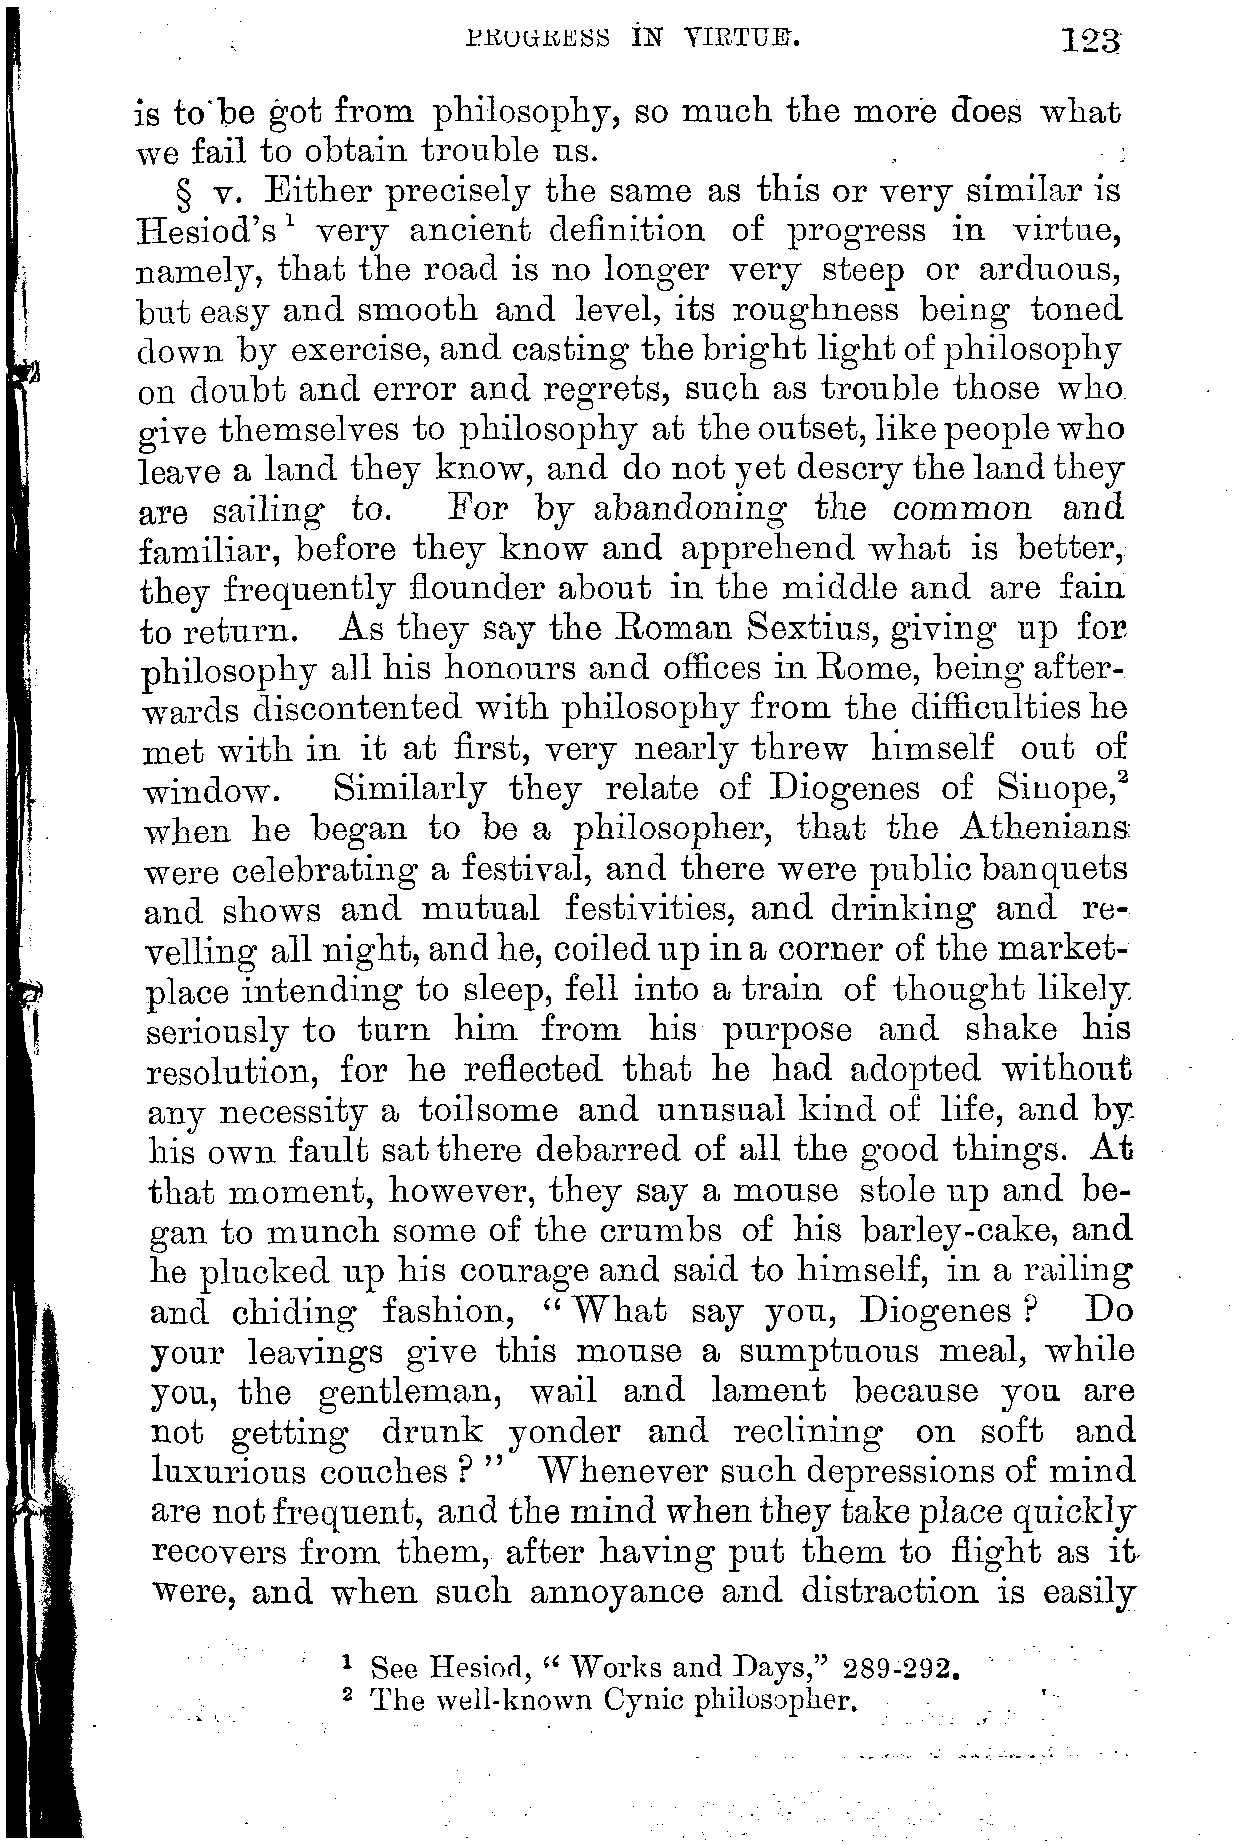 PROGRESS IN VIRTUE. 123
is to be got from philosophy, so much the more does what
we fail to obtain trouble us.
§ v. Either precisely the same as this or very similar is
Hesiod's¹ very ancient definition of progress in virtue,
namely, that the road is no longer very steep or arduous,
but easy and smooth and level, its roughness being toned
down by exercise, and casting the bright light of philosophy
on doubt and error and regrets, such as trouble those who
give themselves to philosophy at the outset, like people who
leave a land they know, and do not yet descry the land they
are sailing to. For by abandoning the common and
familiar, before they know and apprehend what is better,
they frequently flounder about in the middle and are fain
to return. As they say the Roman Sextius, giving up for
philosophy all his honours and offices in Rome, being after-
wards discontented with philosophy from the difficulties he
met with in it at first, very nearly threw himself out of
window. Similarly they relate of Diogenes of Sinope,²
when he began to be a philosopher, that the Athenians
were celebrating a festival, and there were public banquets
and shows and mutual festivities, and drinking and re-
velling all night, and he, coiled up in a corner of the market-
place intending to sleep, fell into a train of thought likely
seriously to turn him from his purpose and shake his
resolution, for he reflected that he had adopted without
any necessity a toilsome and unusual kind of life, and by
his own fault sat there debarred of all the good things. At
that moment, however, they say a mouse stole up and be-
gan to munch some of the crumbs of his barley-cake, and
he plucked up his courage and said to himself, in a railing
and chiding fashion, "What say you, Diogenes? Do
your leavings give this mouse a sumptuous meal, while
you, the gentleman, wail and lament because you are
not getting drunk yonder and reclining on soft and
luxurious couches?" Whenever such depressions of mind
are not frequent, and the mind when they take place quickly
recovers from them, after having put them to flight as it
were, and when such annoyance and distraction is easily
¹ See Hesiod, "Works and Days," 289-292.
² The well-known Cynic philosopher.